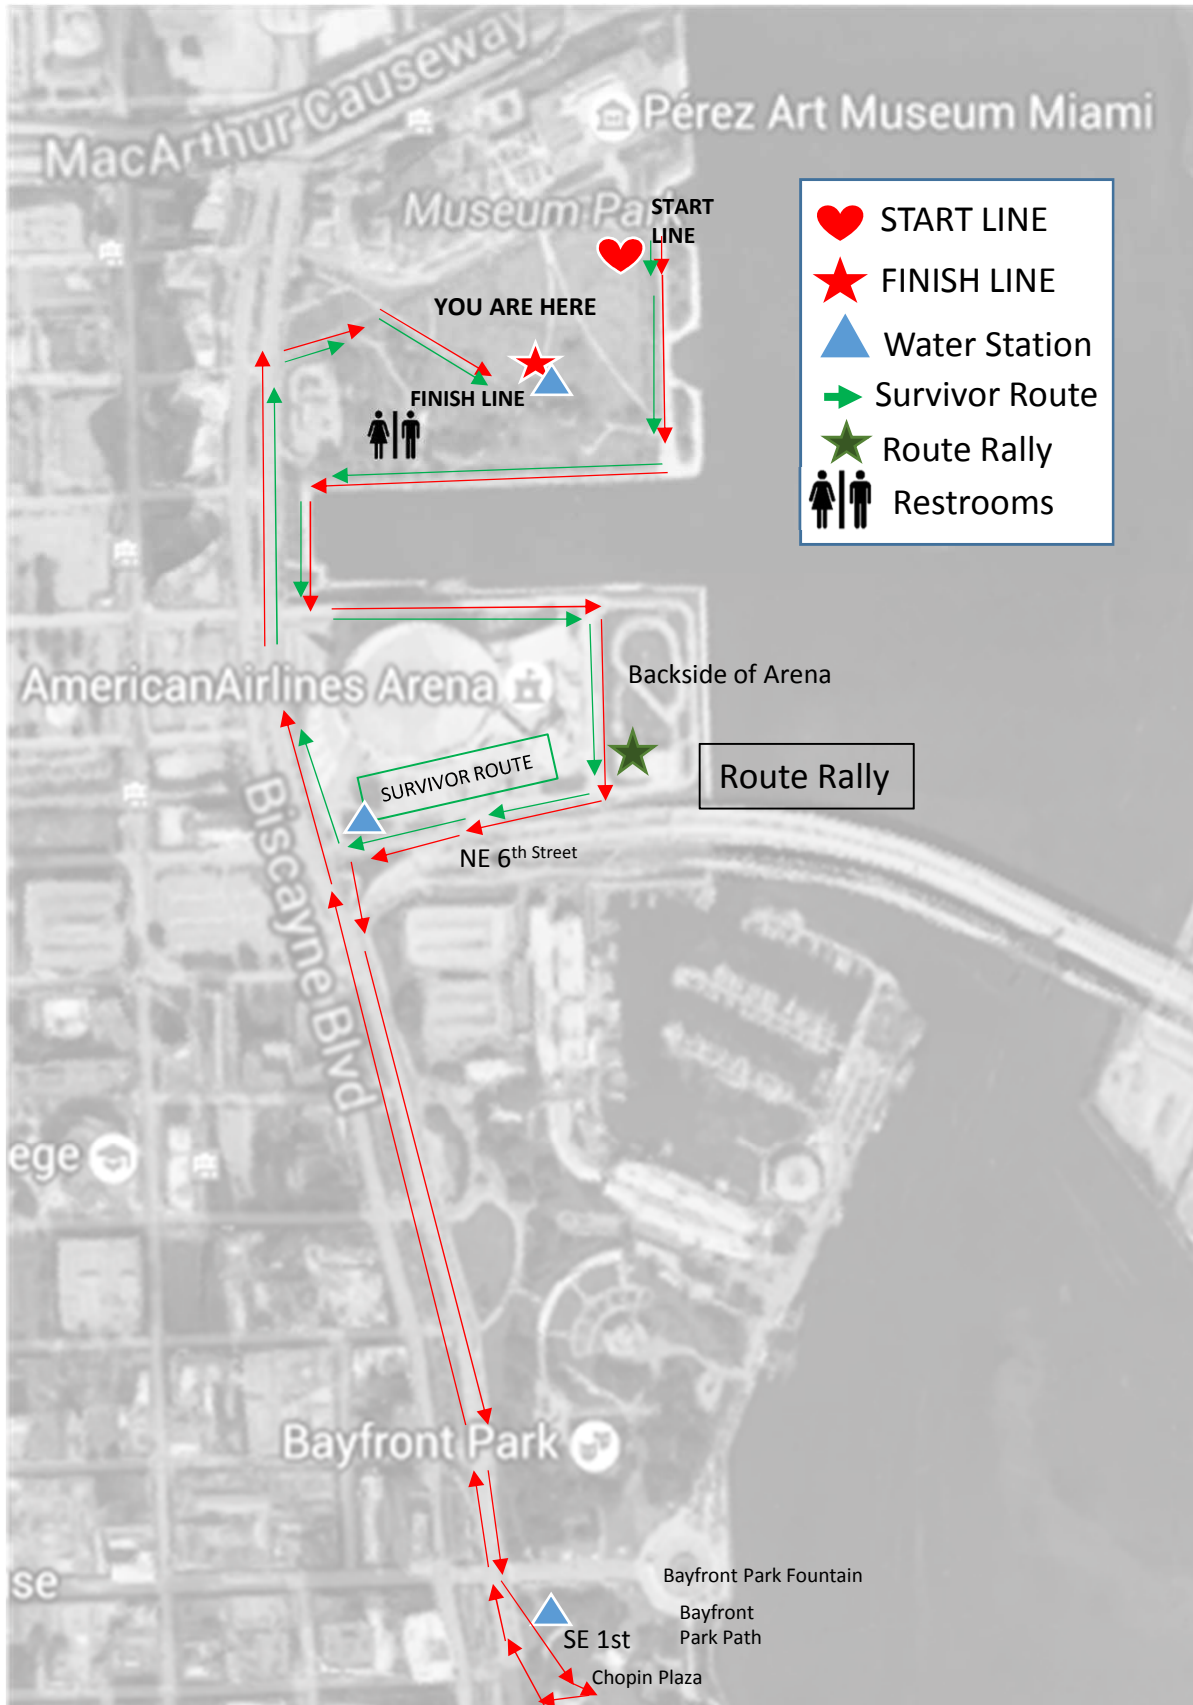 MacArthur Causeway
Pérez Art Museum Miami
Museum Park
START
LINE
START LINE
FINISH LINE
Water Station
Survivor Route
Route Rally
Restrooms
YOU ARE HERE
FINISH LINE
AmericanAirlines Arena
Backside of Arena
SURVIVOR ROUTE
Route Rally
NE 6th Street
Biscayne Blvd
ege
Bayfront Park
se
Bayfront Park Fountain
Bayfront
Park Path
SE 1st
Chopin Plaza